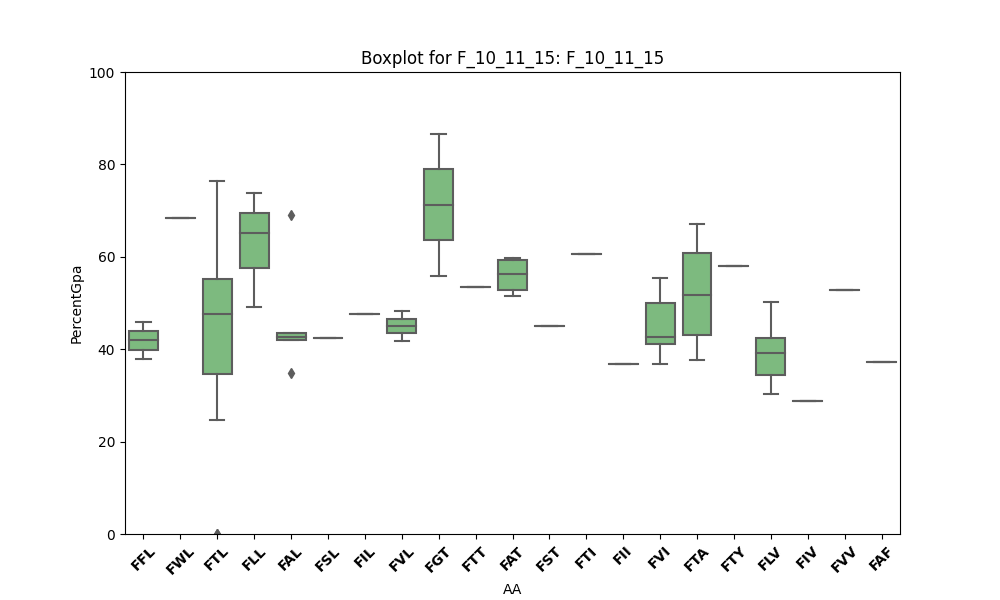 Boxplot for F_10_11_15: F_10_11_15
100
80
60
40
20
0
PercentGpa
FFL FWL FTL FLL FAL FSL FIL FVL FGT FTT FAT FST FTI FII FVI FTA FTY FLV FIV FVV FAF
AA